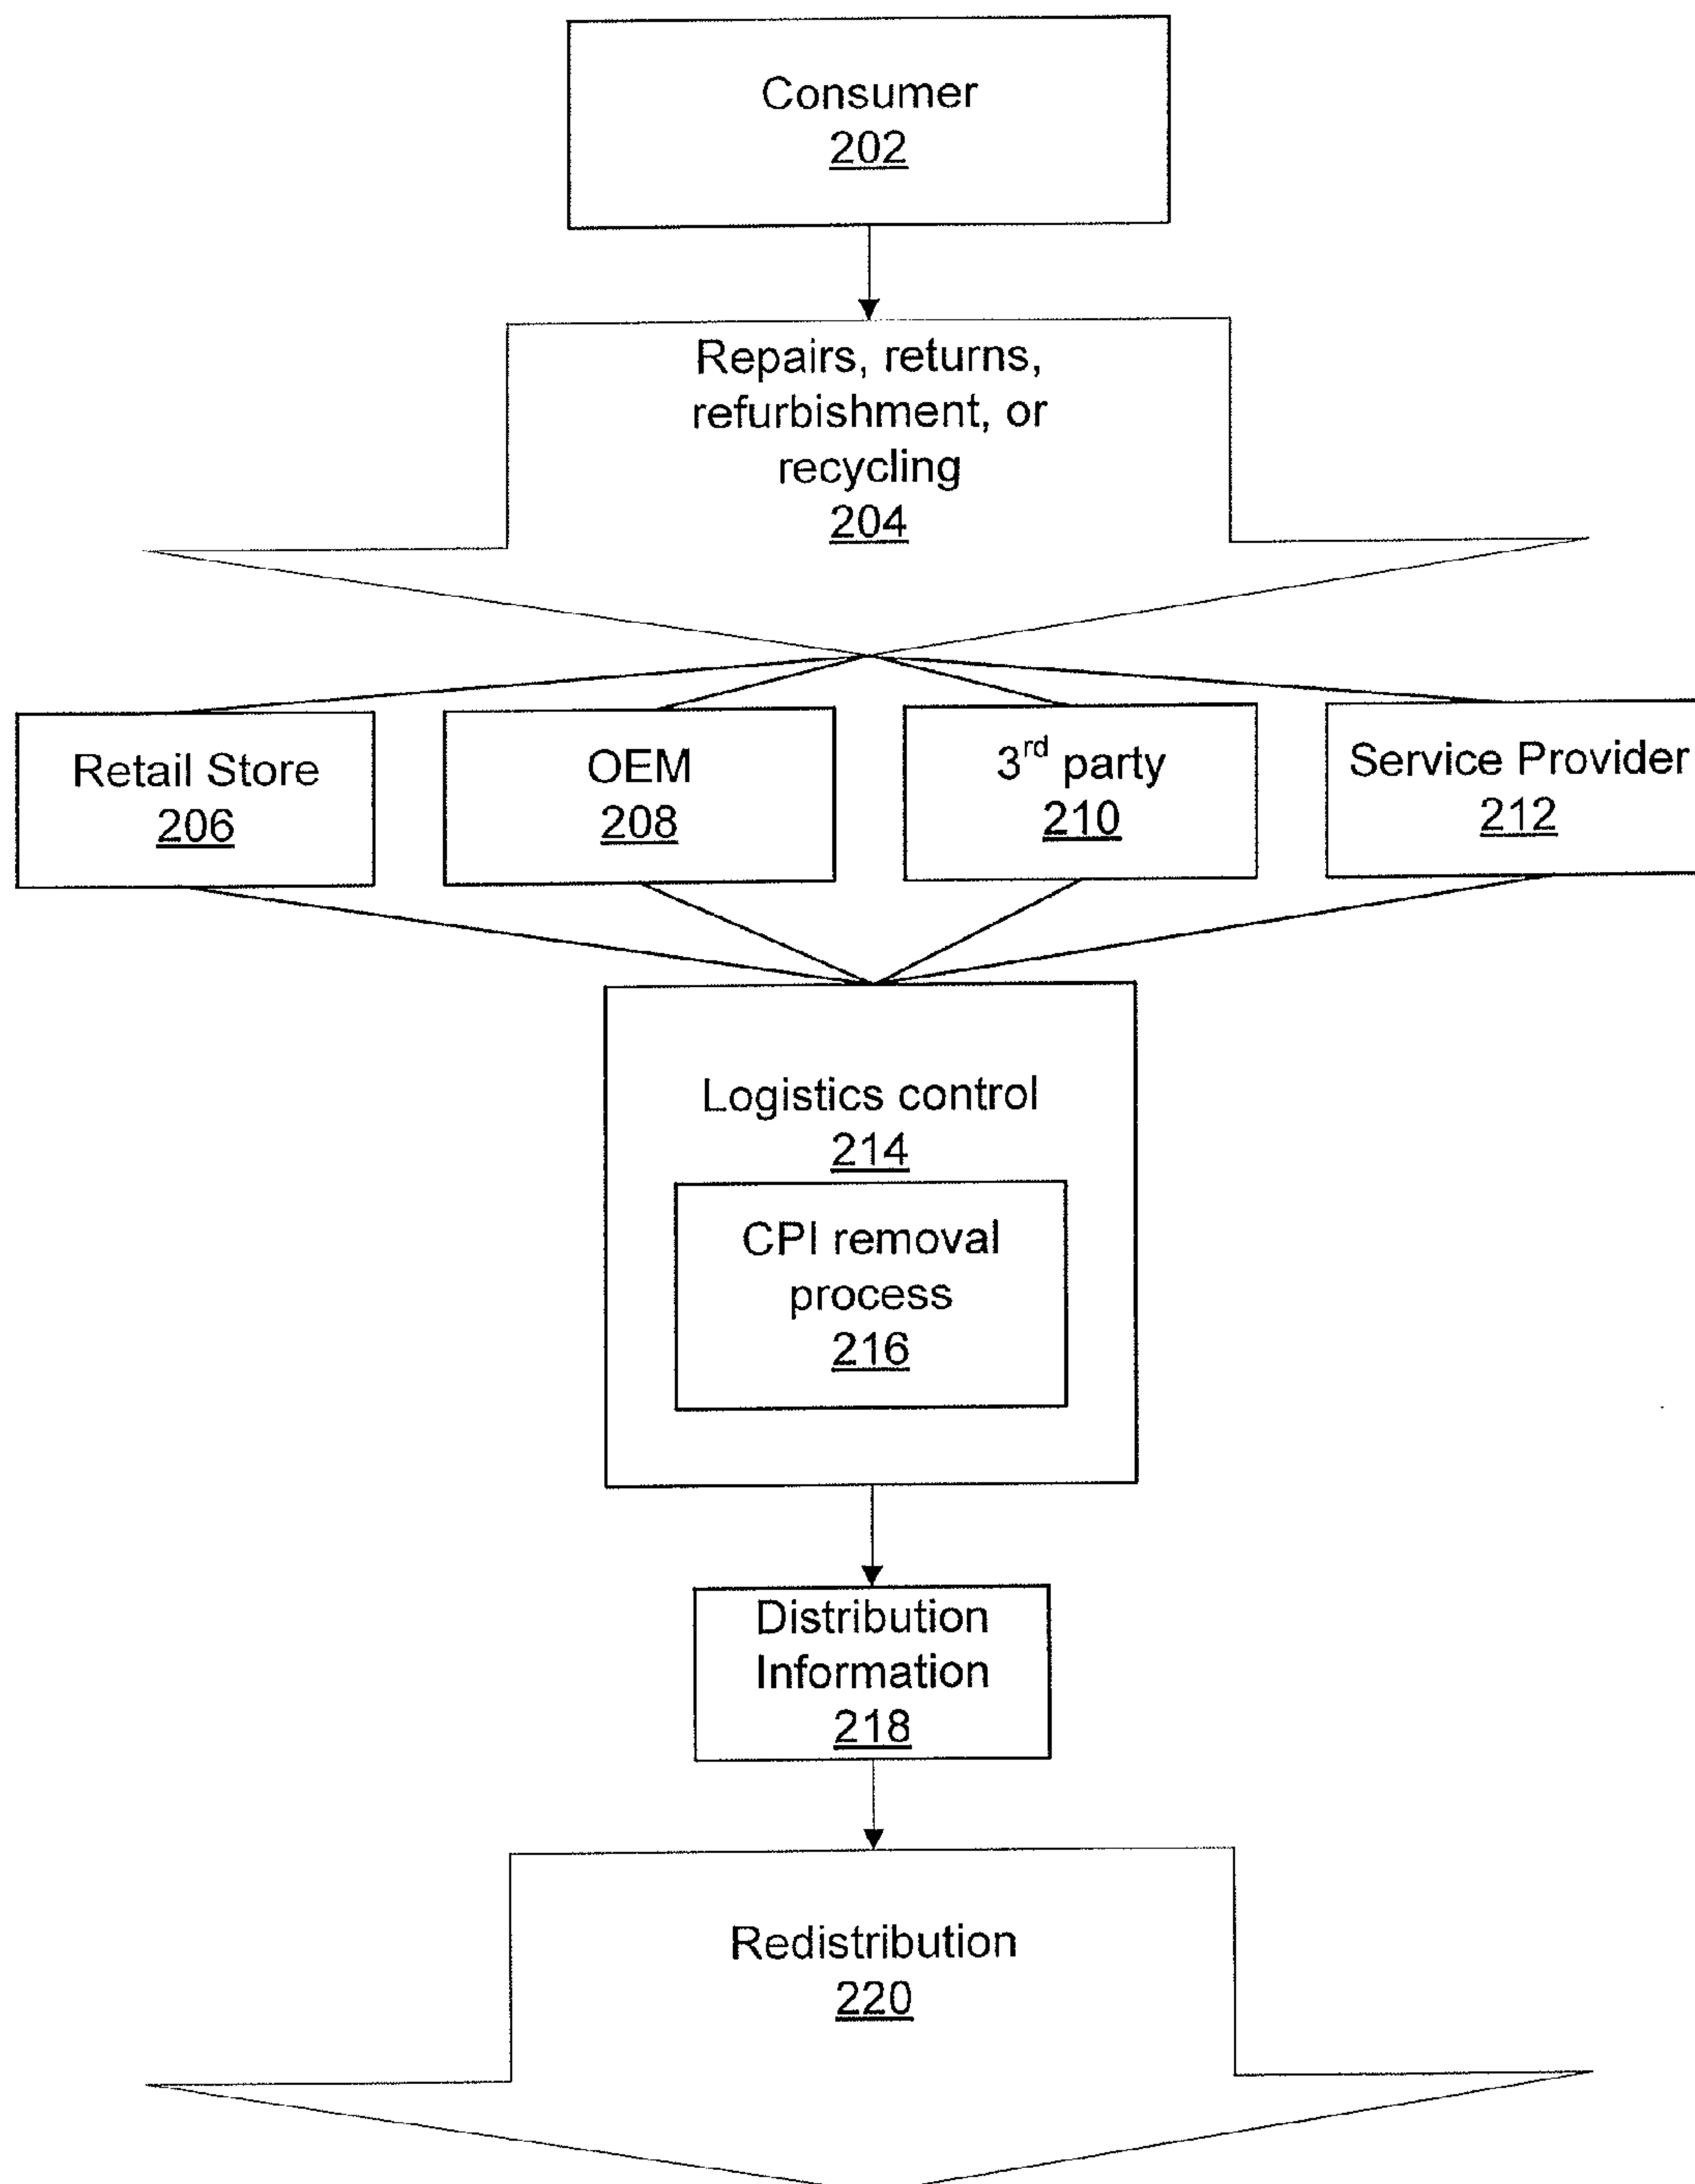 Consumer
202
Repairs, returns,
refurbishment, or
recycling
204
Retail Store
206
OEM
208
3rd party
210
Service Provider
212
Logistics control
214
CPI removal
process
216
Distribution
Information
218
Redistribution
220